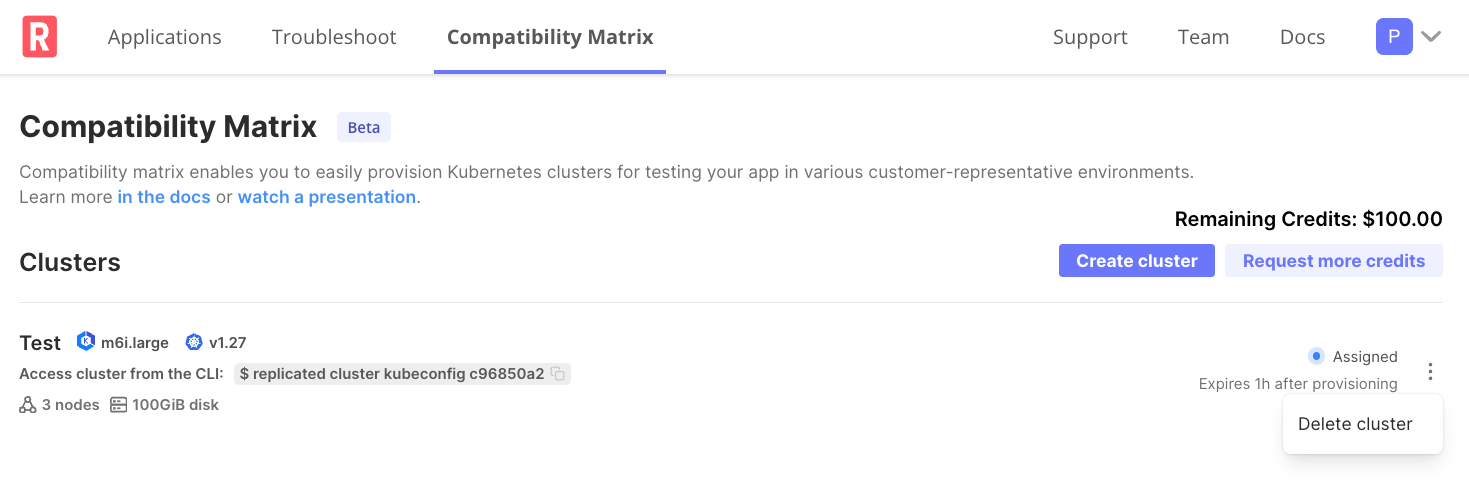 R Applications Troubleshoot Compatibility Matrix Support Team Docs P
Compatibility Matrix Beta
Compatibility matrix enables you to easily provision Kubernetes clusters for testing your app in various customer-representative environments.
Learn more in the docs or watch a presentation.
Remaining Credits: $100.00
Clusters Create cluster Request more credits
Test m6i.large v1.27
Assigned
Access cluster from the CLI: $ replicated cluster kubeconfig c96850a2
Expires 1h after provisioning
3 nodes 100GiB disk
Delete cluster